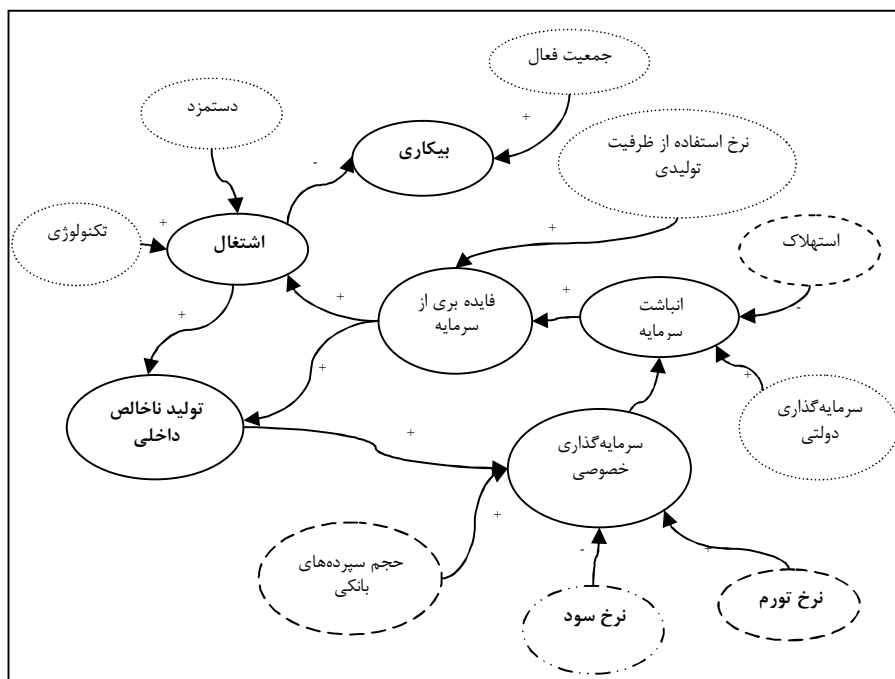 جمعیت فعال
دستمزد
بیکاری
نرخ استفاده از ظرفیت
تولیدی
تکنولوژی
اشتغال
استهلاک
فایده بری از
سرمایه
انباشت
سرمایه
تولید ناخالص
داخلی
سرمایه‌گذاری
دولتی
سرمایه‌گذاری
خصوصی
حجم سپرده‌های
بانکی
نرخ سود
نرخ تورم
+
-
+
+
-
+
+
+
+
+
+
+
-
+